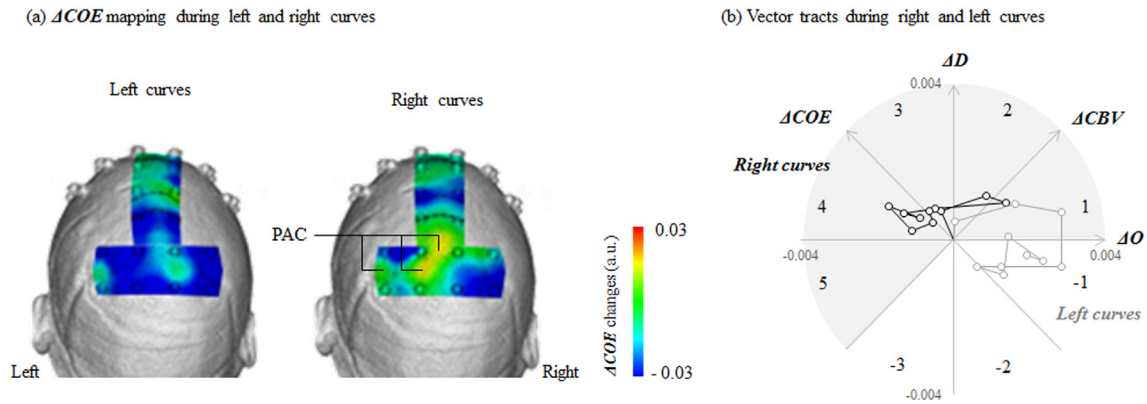 (a) ΔCOE mapping during left and right curves
Left curves
Right curves
PAC
Left
Right
0.03
ΔCOE changes (a.u.)
- 0.03
(b) Vector tracts during right and left curves
ΔD
0.004
3
2
ΔCOE
ΔCBV
Right curves
4
1
-0.004
0.004
ΔO
5
-1
Left curves
-3
-2
-0.004